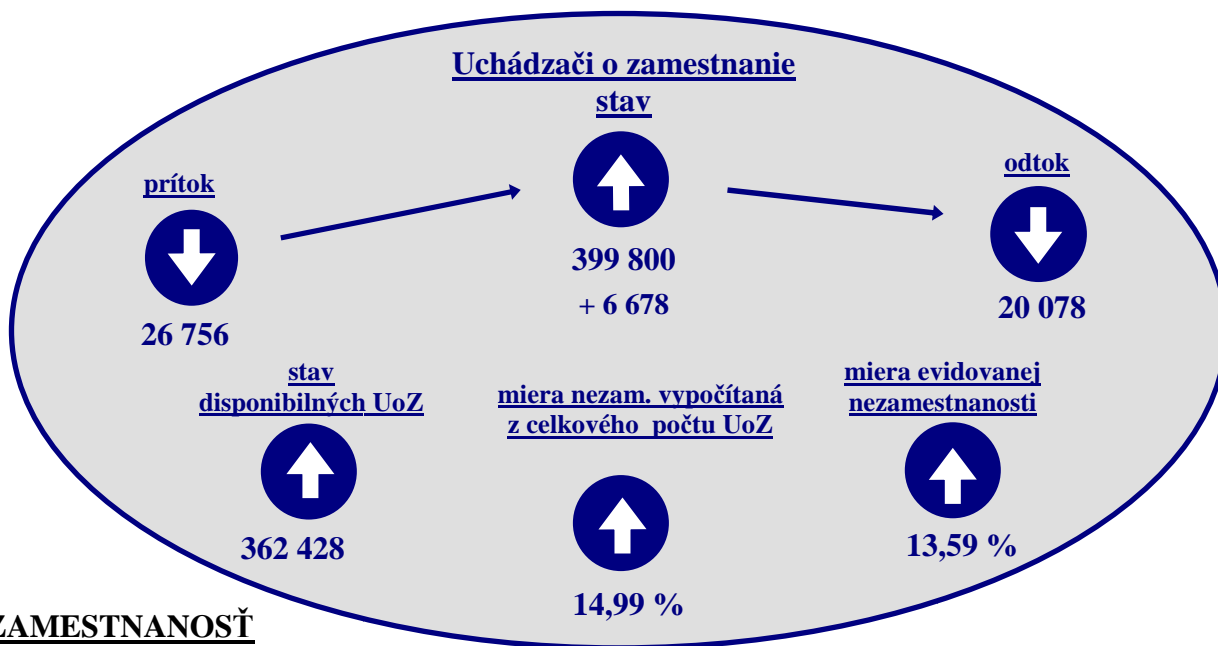 Uchádzači o zamestnanie
stav
prítok
odtok
399 800
+ 6 678
26 756
20 078
stav
disponibilných UoZ
miera nezam. vypočítaná
z celkového počtu UoZ
miera evidovanej
nezamestnanosti
362 428
14,99 %
13,59 %
ZAMESTNANOSŤ